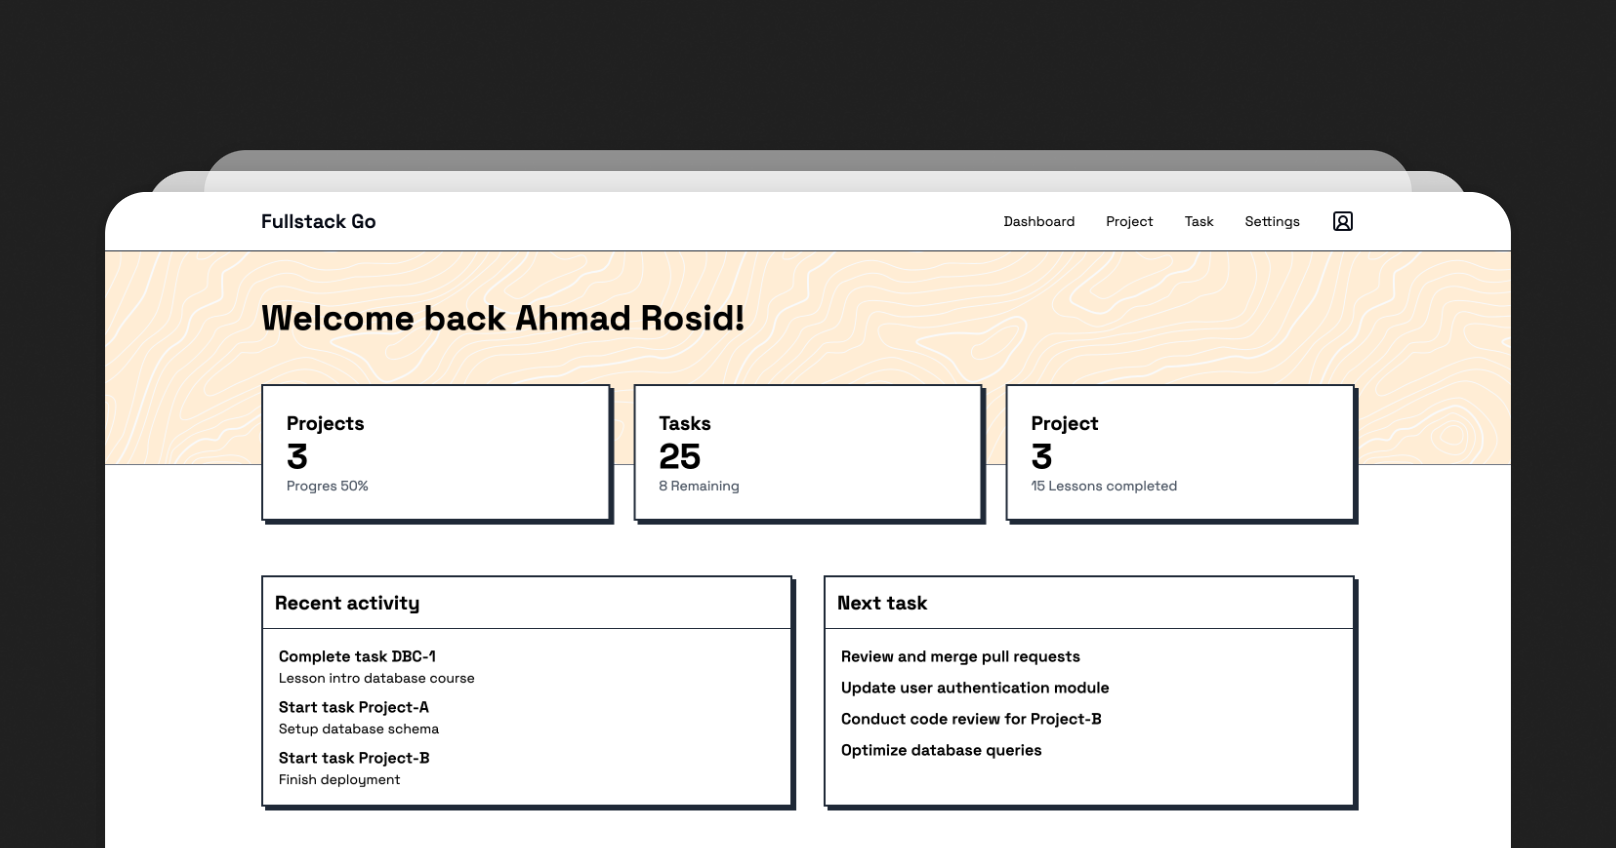 Fullstack Go
Dashboard Project Task Settings
Welcome back Ahmad Rosid!
Projects
3
Progres 50%
Tasks
25
8 Remaining
Project
3
15 Lessons completed
Recent activity
Complete task DBC-1
Lesson intro database course
Start task Project-A
Setup database schema
Start task Project-B
Finish deployment
Next task
Review and merge pull requests
Update user authentication module
Conduct code review for Project-B
Optimize database queries